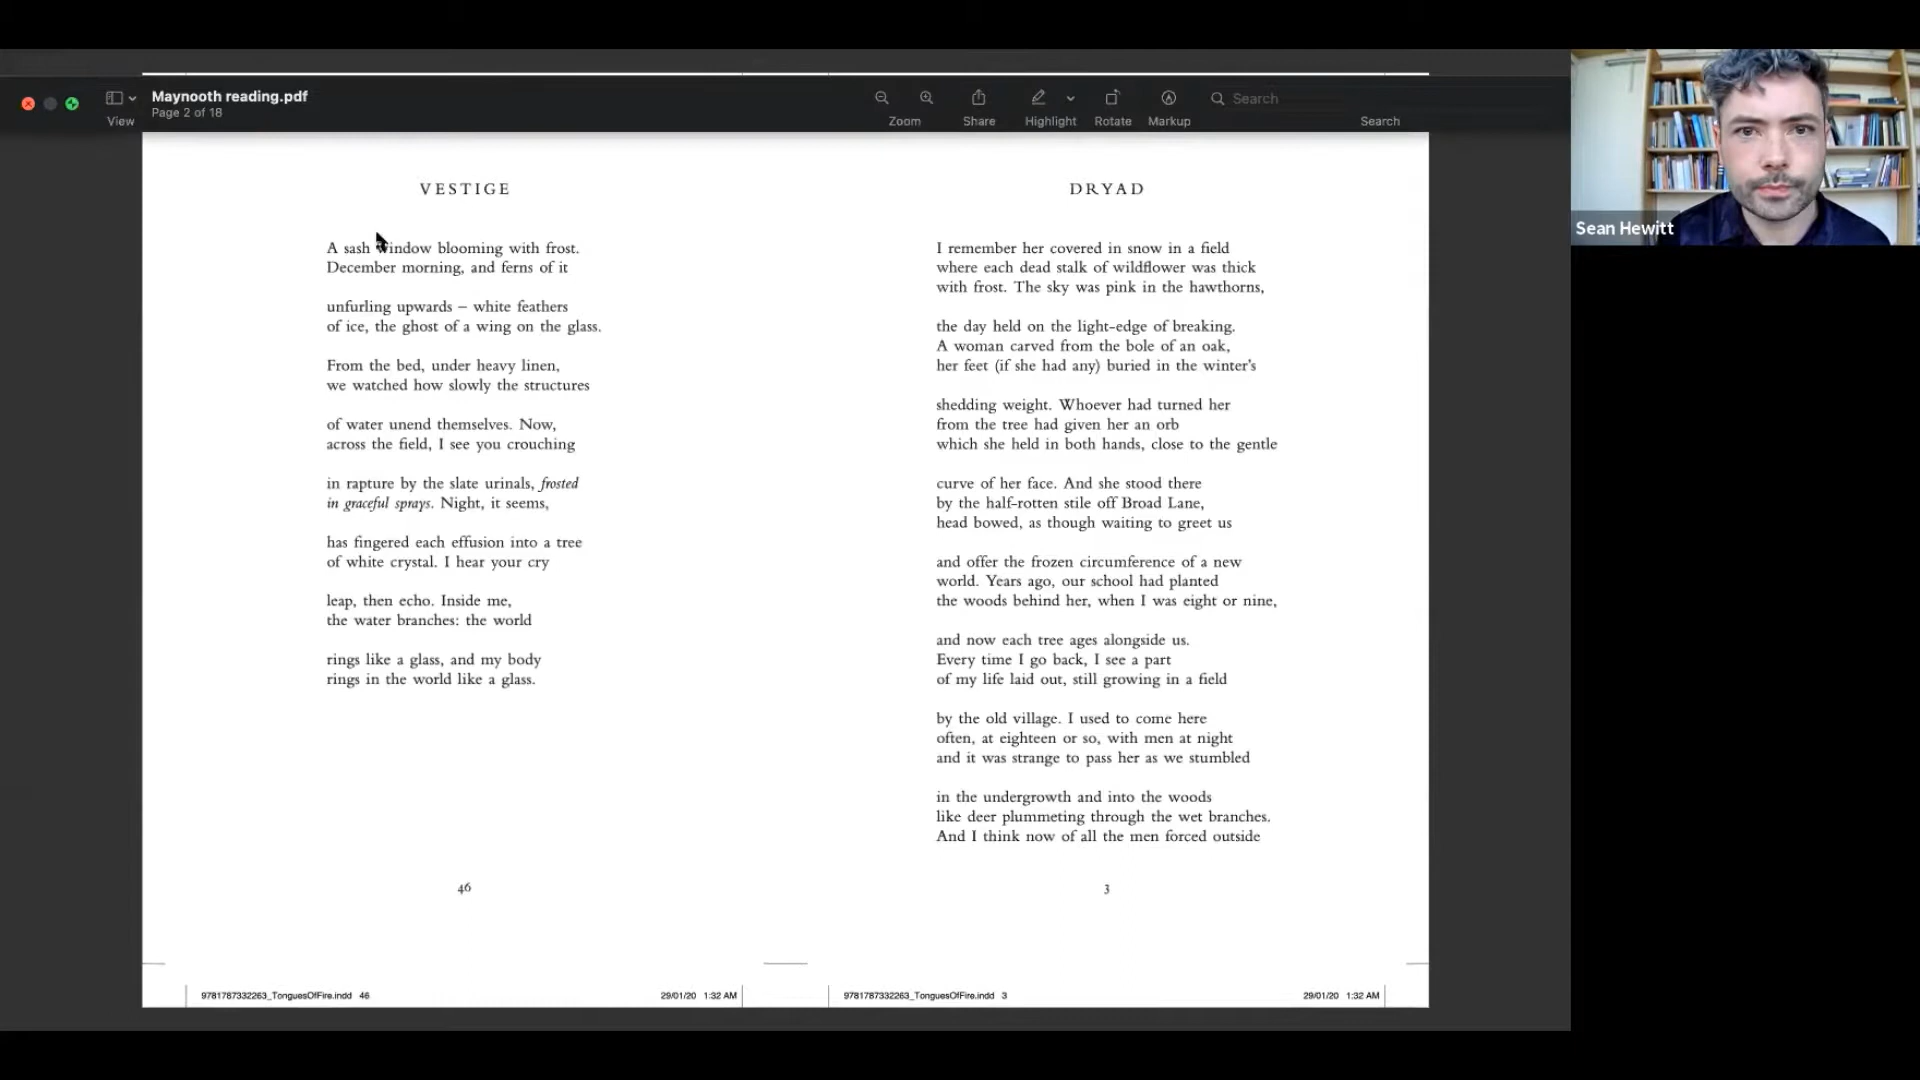 Maynooth reading.pdf
Page 2 of 18
View
Zoom
Share
Highlight
Rotate
Markup
Search
Search
Sean Hewitt
VESTIGE
A sash window blooming with frost.
December morning, and ferns of it
unfurling upwards – white feathers
of ice, the ghost of a wing on the glass.
From the bed, under heavy linen,
we watched how slowly the structures
of water unend themselves. Now,
across the field, I see you crouching
in rapture by the slate urinals, frosted
in graceful sprays. Night, it seems,
has fingered each effusion into a tree
of white crystal. I hear your cry
leap, then echo. Inside me,
the water branches: the world
rings like a glass, and my body
rings in the world like a glass.
46
9781787332263_TonguesOfFire.indd 46
29/01/20 1:32 AM
DRYAD
I remember her covered in snow in a field
where each dead stalk of wildflower was thick
with frost. The sky was pink in the hawthorns,
the day held on the light-edge of breaking.
A woman carved from the bole of an oak,
her feet (if she had any) buried in the winter's
shedding weight. Whoever had turned her
from the tree had given her an orb
which she held in both hands, close to the gentle
curve of her face. And she stood there
by the half-rotten stile off Broad Lane,
head bowed, as though waiting to greet us
and offer the frozen circumference of a new
world. Years ago, our school had planted
the woods behind her, when I was eight or nine,
and now each tree ages alongside us.
Every time I go back, I see a part
of my life laid out, still growing in a field
by the old village. I used to come here
often, at eighteen or so, with men at night
and it was strange to pass her as we stumbled
in the undergrowth and into the woods
like deer plummeting through the wet branches.
And I think now of all the men forced outside
3
9781787332263_TonguesOfFire.indd 3
29/01/20 1:32 AM